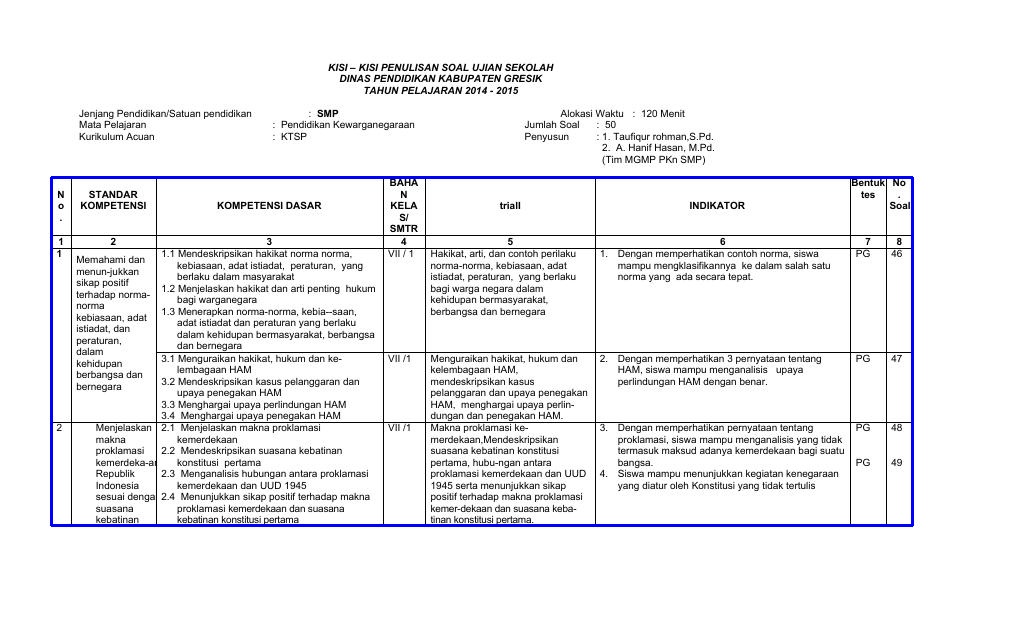 KISI – KISI PENULISAN SOAL UJIAN SEKOLAH
DINAS PENDIDIKAN KABUPATEN GRESIK
TAHUN PELAJARAN 2014 - 2015
Jenjang Pendidikan/Satuan pendidikan : SMP Alokasi Waktu : 120 Menit
Mata Pelajaran : Pendidikan Kewarganegaraan Jumlah Soal : 50
Kurikulum Acuan : KTSP Penyusun : 1. Taufiqur rohman,S.Pd.
2. A. Hanif Hasan, M.Pd.
(Tim MGMP PKn SMP)
N
o
.
STANDAR
KOMPETENSI
KOMPETENSI DASAR
BAHA
N
KELA
S/
SMTR
triall
INDIKATOR
Bentuk
tes
No
.
Soal
1 2 3 4 5 6 7 8
1
Memahami dan
menun-jukkan
sikap positif
terhadap norma-
norma
kebiasaan, adat
istiadat, dan
peraturan,
dalam
kehidupan
berbangsa dan
bernegara
1.1 Mendeskripsikan hakikat norma norma,
kebiasaan, adat istiadat, peraturan, yang
berlaku dalam masyarakat
1.2 Menjelaskan hakikat dan arti penting hukum
bagi warganegara
1.3 Menerapkan norma-norma, kebia--saan,
adat istiadat dan peraturan yang berlaku
dalam kehidupan bermasyarakat, berbangsa
dan bernegara
VII / 1
Hakikat, arti, dan contoh perilaku
norma-norma, kebiasaan, adat
istiadat, peraturan, yang berlaku
bagi warga negara dalam
kehidupan bermasyarakat,
berbangsa dan bernegara
1. Dengan memperhatikan contoh norma, siswa
mampu mengklasifikannya ke dalam salah satu
norma yang ada secara tepat.
PG
46
3.1 Menguraikan hakikat, hukum dan ke-
lembagaan HAM
3.2 Mendeskripsikan kasus pelanggaran dan
upaya penegakan HAM
3.3 Menghargai upaya perlindungan HAM
3.4 Menghargai upaya penegakan HAM
VII /1
Menguraikan hakikat, hukum dan
kelembagaan HAM,
mendeskripsikan kasus
pelanggaran dan upaya penegakan
HAM, menghargai upaya perlin-
dungan dan penegakan HAM.
2. Dengan memperhatikan 3 pernyataan tentang
HAM, siswa mampu menganalisis upaya
perlindungan HAM dengan benar.
PG
47
2
Menjelaskan
makna
proklamasi
kemerdeka-an
Republik
Indonesia
sesuai dengan
suasana
kebatinan
2.1 Menjelaskan makna proklamasi
kemerdekaan
2.2 Mendeskripsikan suasana kebatinan
konstitusi pertama
2.3 Menganalisis hubungan antara proklamasi
kemerdekaan dan UUD 1945
2.4 Menunjukkan sikap positif terhadap makna
proklamasi kemerdekaan dan suasana
kebatinan konstitusi pertama
VII /1
Makna proklamasi ke-
merdekaan,Mendeskripsikan
suasana kebatinan konstitusi
pertama, hubu-ngan antara
proklamasi kemerdekaan dan UUD
1945 serta menunjukkan sikap
positif terhadap makna proklamasi
kemer-dekaan dan suasana keba-
tinan konstitusi pertama.
3. Dengan memperhatikan pernyataan tentang
proklamasi, siswa mampu menganalisis yang tidak
termasuk maksud adanya kemerdekaan bagi suatu
bangsa.
4. Siswa mampu menunjukkan kegiatan kenegaraan
yang diatur oleh Konstitusi yang tidak tertulis
PG
PG
48
49